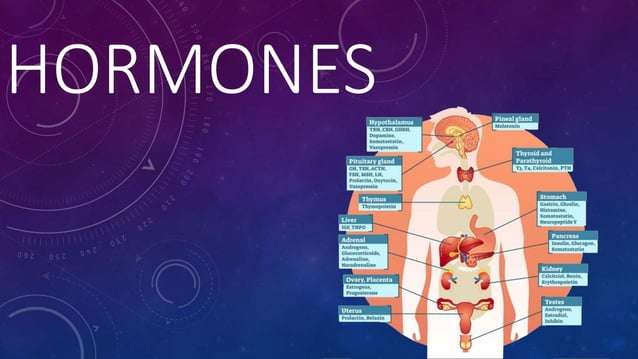 HORMONES
Hypothalamus
TRH, CRH, GHRH,
Dopamine,
Somatostatin,
Vasopressin
Pineal gland
Melatonin
Pituitary gland
GH, TSH, ACTH,
FSH, MSH, LH,
Prolactin, Oxytocin,
Vasopressin
Thyroid and
Parathyroid
T3, T4, Calcitonin, PTH
Thymus
Thymopoietin
Stomach
Gastrin, Ghrelin,
Histamine,
Somatostatin,
Neuropeptide Y
Liver
IGF, THPO
Pancreas
Insulin, Glucagon,
Somatostatin
Adrenal
Androgens,
Glucocorticoids,
Adrenaline,
Noradrenaline
Kidney
Calcitriol, Renin,
Erythropoietin
Ovary, Placenta
Estrogens,
Progesterone
Testes
Androgens,
Estradiol,
Inhibin
Uterus
Prolactin, Relaxin